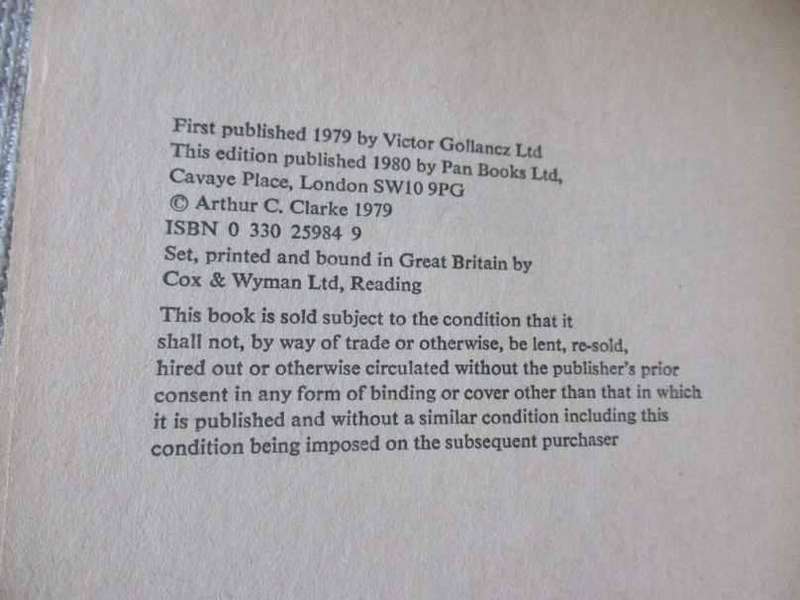 First published 1979 by Victor Gollancz Ltd
This edition published 1980 by Pan Books Ltd,
Cavaye Place, London SW10 9PG
© Arthur C. Clarke 1979
ISBN 0 330 25984 9
Set, printed and bound in Great Britain by
Cox & Wyman Ltd, Reading
This book is sold subject to the condition that it
shall not, by way of trade or otherwise, be lent, re-sold,
hired out or otherwise circulated without the publisher's prior
consent in any form of binding or cover other than that in which
it is published and without a similar condition including this
condition being imposed on the subsequent purchaser